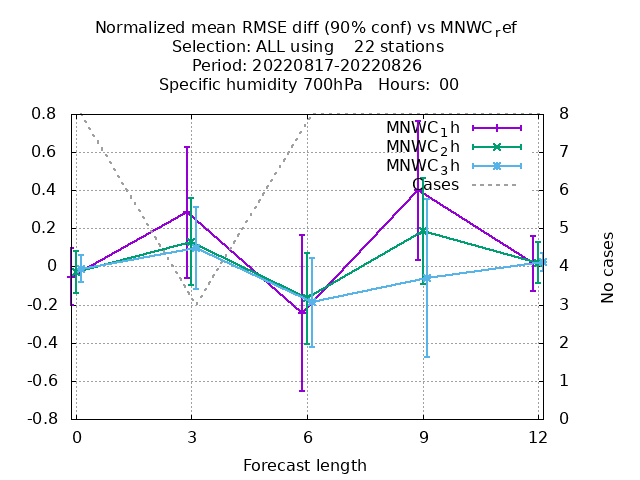 Normalized mean RMSE diff (90% conf) vs MNWC_ref
Selection: ALL using 22 stations
Period: 20220817-20220826
Specific humidity 700hPa Hours: 00
0.8 8
MNWC_1h
MNWC_2h
MNWC_3h
Cases
0.6 7
0.4 6
0.2 5
0 4
-0.2 3
-0.4 2
-0.6 1
-0.8 0
No cases
0 3 6 9 12
Forecast length